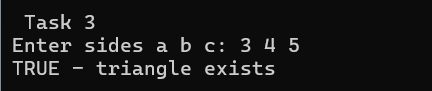 Task 3
Enter sides a b c: 3 4 5
TRUE – triangle exists